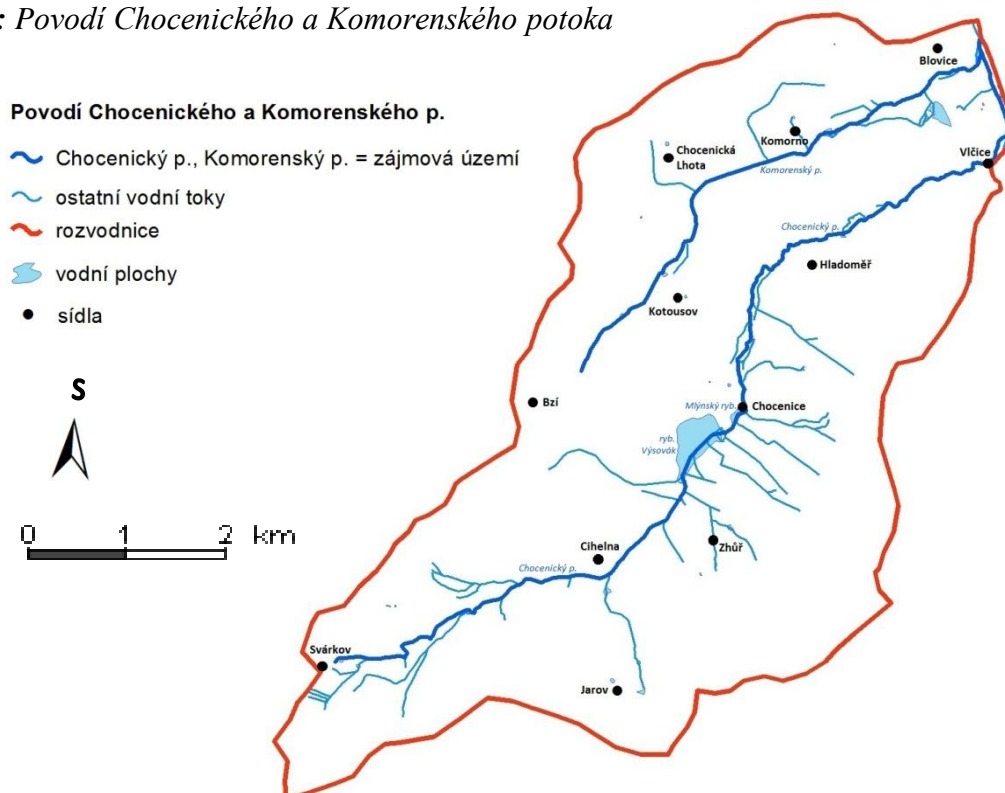 : Povodí Chocenického a Komorenského potoka
Povodí Chocenického a Komorenského p.
Chocenický p., Komorenský p. = zájmová území
ostatní vodní toky
rozvodnice
vodní plochy
sídla
S
0 1 2 km
Blovice
Komorno
Chocenická
Lhota
Komorenský p.
Vlčice
Chocenický p.
Hladoměř
Kotousov
Bzí
Mlýnský ryb.
Chocenice
ryb.
Výsovák
Zhůř
Cihelna
Chocenický p.
Svárkov
Jarov